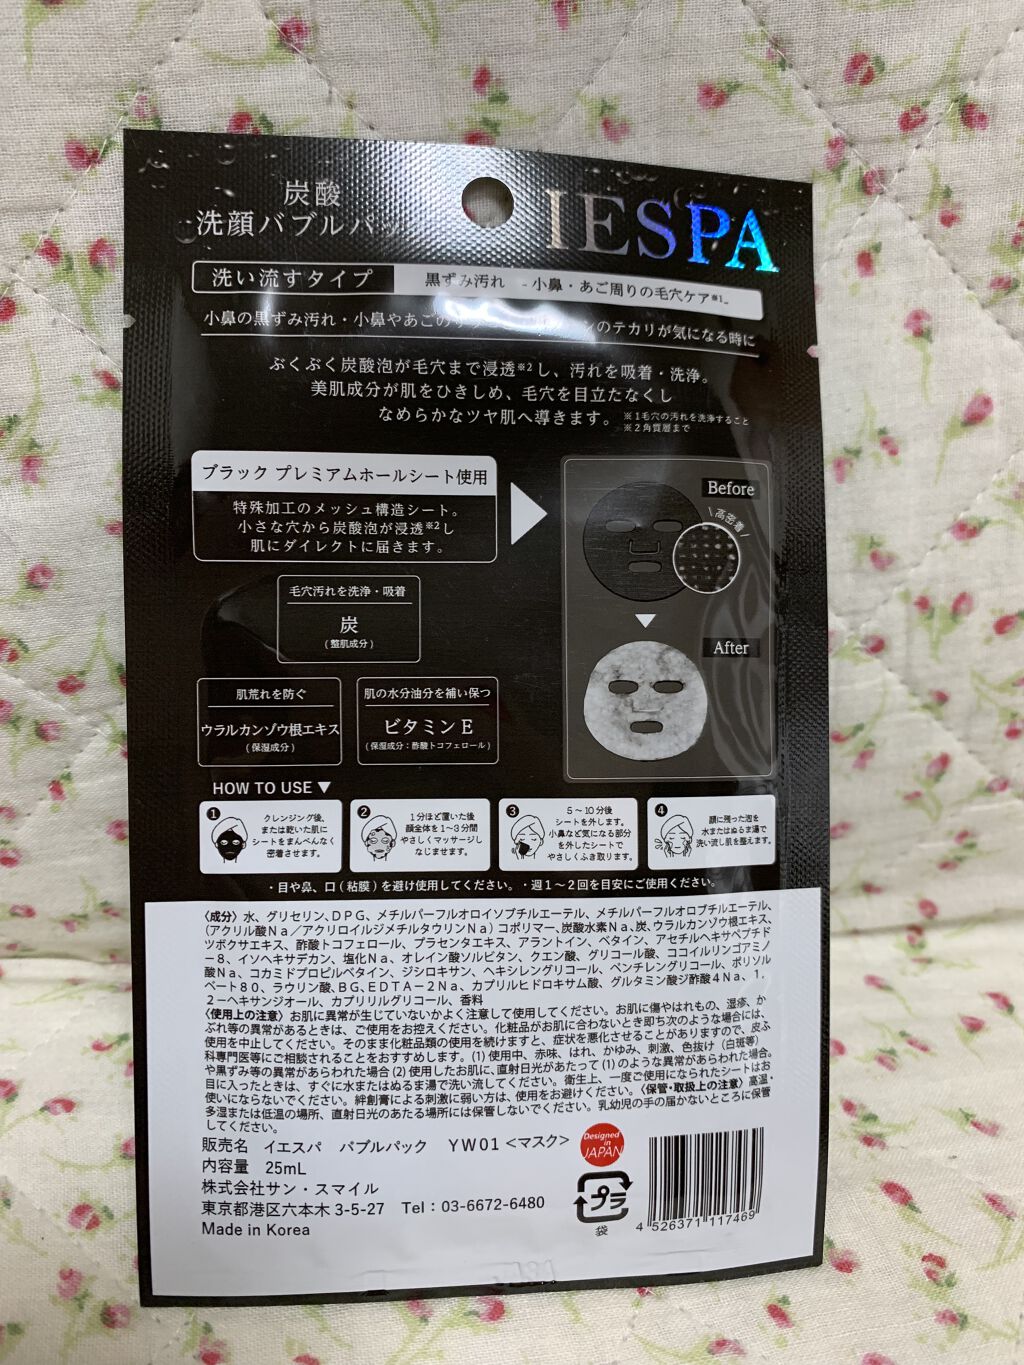 炭酸
洗顔バブルパッ
IESPA
洗い流すタイプ
黒ずみ汚れ -小鼻・あご周りの毛穴ケア※1-
小鼻の黒ずみ汚れ・小鼻やあごの
ンのテカリが気になる時に
ぶくぶく炭酸泡が毛穴まで浸透※2し、汚れを吸着・洗浄。
美肌成分が肌をひきしめ、毛穴を目立たなくし
なめらかなツヤ肌へ導きます。
※1毛穴の汚れを洗浄すること
※2角質層まで
ブラック プレミアムホールシート使用
特殊加工のメッシュ構造シート。
小さな穴から炭酸泡が浸透※2し
肌にダイレクトに届きます。
Before
\高密着/
After
毛穴汚れを洗浄・吸着
炭
(整肌成分)
肌荒れを防ぐ
ウラルカンゾウ根エキス
(保湿成分)
肌の水分油分を補い保つ
ビタミンE
(保湿成分:酢酸トコフェロール)
HOW TO USE▼
1
クレンジング後、
または乾いた肌に
シートをまんべんなく
密着させます。
2
1分ほど置いた後
顔全体を1~3分間
やさしくマッサージし
なじませます。
3
5~10分後
シートを外します。
小鼻など気になる部分
を外したシートで
やさしくふき取ります。
4
顔に残った泡を
水またはぬるま湯で
洗い流し肌を整えます。
・目や鼻、口(粘膜)を避け使用してください。・週1~2回を目安にご使用ください。
〈成分〉水、グリセリン、DPG、メチルパーフルオロイソブチルエーテル、メチルパーフルオロブチルエーテル、
(アクリル酸Na/アクリロイルジメチルタウリンNa)コポリマー、炭酸水素Na、炭、ウラルカンゾウ根エキス、
ツボクサエキス、酢酸トコフェロール、プラセンタエキス、アラントイン、ベタイン、アセチルヘキサペプチド
-8、イソヘキサデカン、塩化Na、オレイン酸ソルビタン、クエン酸、グリコール酸、ココイルリンゴアミノ
酸Na、コカミドプロピルベタイン、ジシロキサン、ヘキシレングリコール、ペンチレングリコール、ポリソル
ベート80、ラウリン酸、BG、EDTA-2Na、カプリルヒドロキサム酸、グルタミン酸ジ酢酸4Na、1,
2-ヘキサンジオール、カプリリルグリコール、香料
〈使用上の注意〉お肌に異常が生じていないかよく注意して使用してください。お肌に傷やはれもの、湿疹、か
ぶれ等の異常があるときは、ご使用をお控えください。化粧品がお肌に合わないとき即ち次のような場合には、
使用を中止してください。そのまま化粧品類の使用を続けますと、症状を悪化させることがありますので、皮ふ
科専門医等にご相談されることをおすすめします。(1)使用中、赤味、はれ、かゆみ、刺激、色抜け(白斑等)
や黒ずみ等の異常があらわれた場合(2)使用したお肌に、直射日光があたって(1)のような異常があらわれた場合。
目に入ったときは、すぐに水またはぬるま湯で洗い流してください。衛生上、一度ご使用になられたシートはお
使いにならないでください。絆創膏による刺激に弱い方は、使用をお避けください。〈保管・取扱上の注意〉高温・
多湿または低温の場所、直射日光のあたる場所には保管しないでください。乳幼児の手の届かないところに保管
してください。
販売名 イエスパ バブルパック YW01<マスク>
内容量 25mL
株式会社サン・スマイル
東京都港区六本木3-5-27 Tel:03-6672-6480
Made in Korea
Designed
in
JAPAN
プラ
袋
4 526371 117469